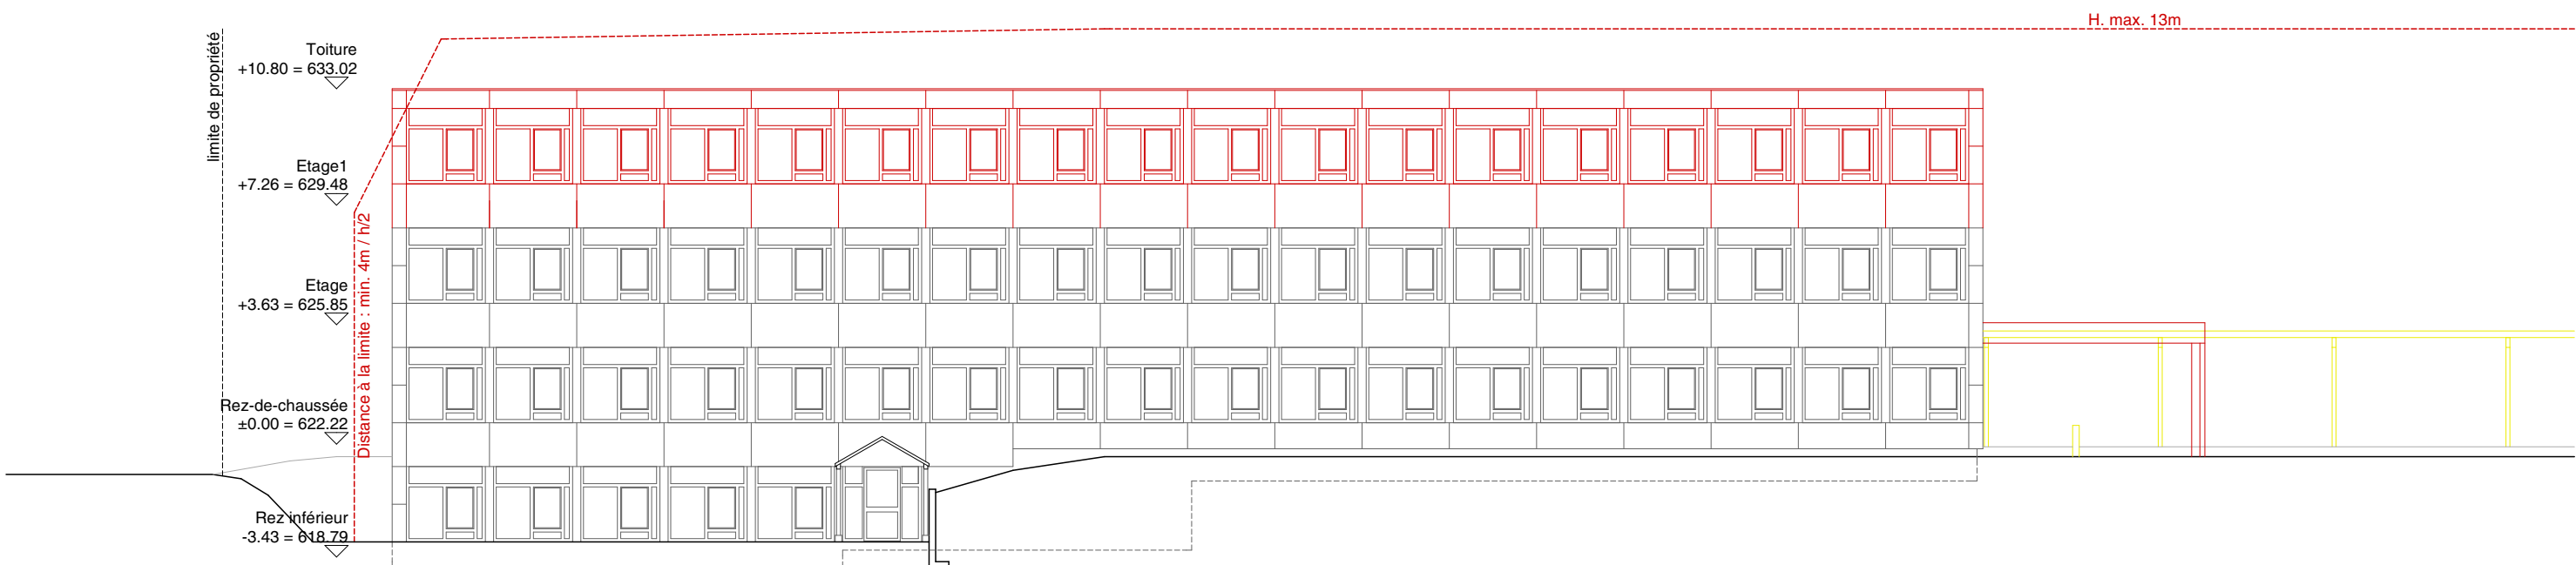 H. max. 13m
limite de propriété
Toiture
+10.80 = 633.02
Etage1
+7.26 = 629.48
Distance à la limite : min. 4m / h/2
Etage
+3.63 = 625.85
Rez-de-chaussée
±0.00 = 622.22
Rez inférieur
-3.43 = 618.79